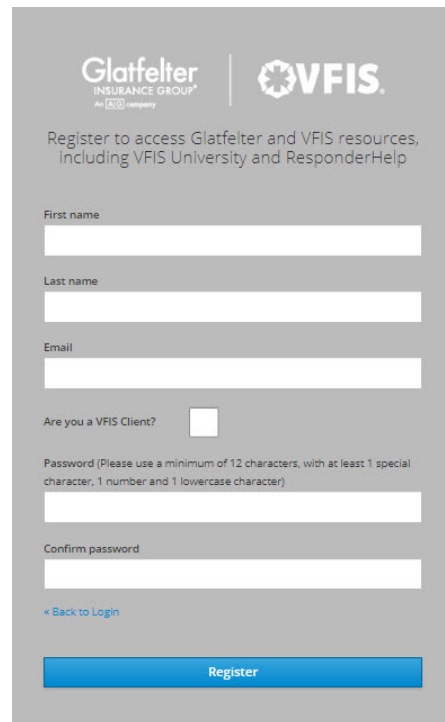 Glatfelter
INSURANCE GROUP®
An AIG company
VFIS.
Register to access Glatfelter and VFIS resources,
including VFIS University and ResponderHelp
First name
Last name
Email
Are you a VFIS Client?
Password (Please use a minimum of 12 characters, with at least 1 special
character, 1 number and 1 lowercase character)
Confirm password
« Back to Login
Register